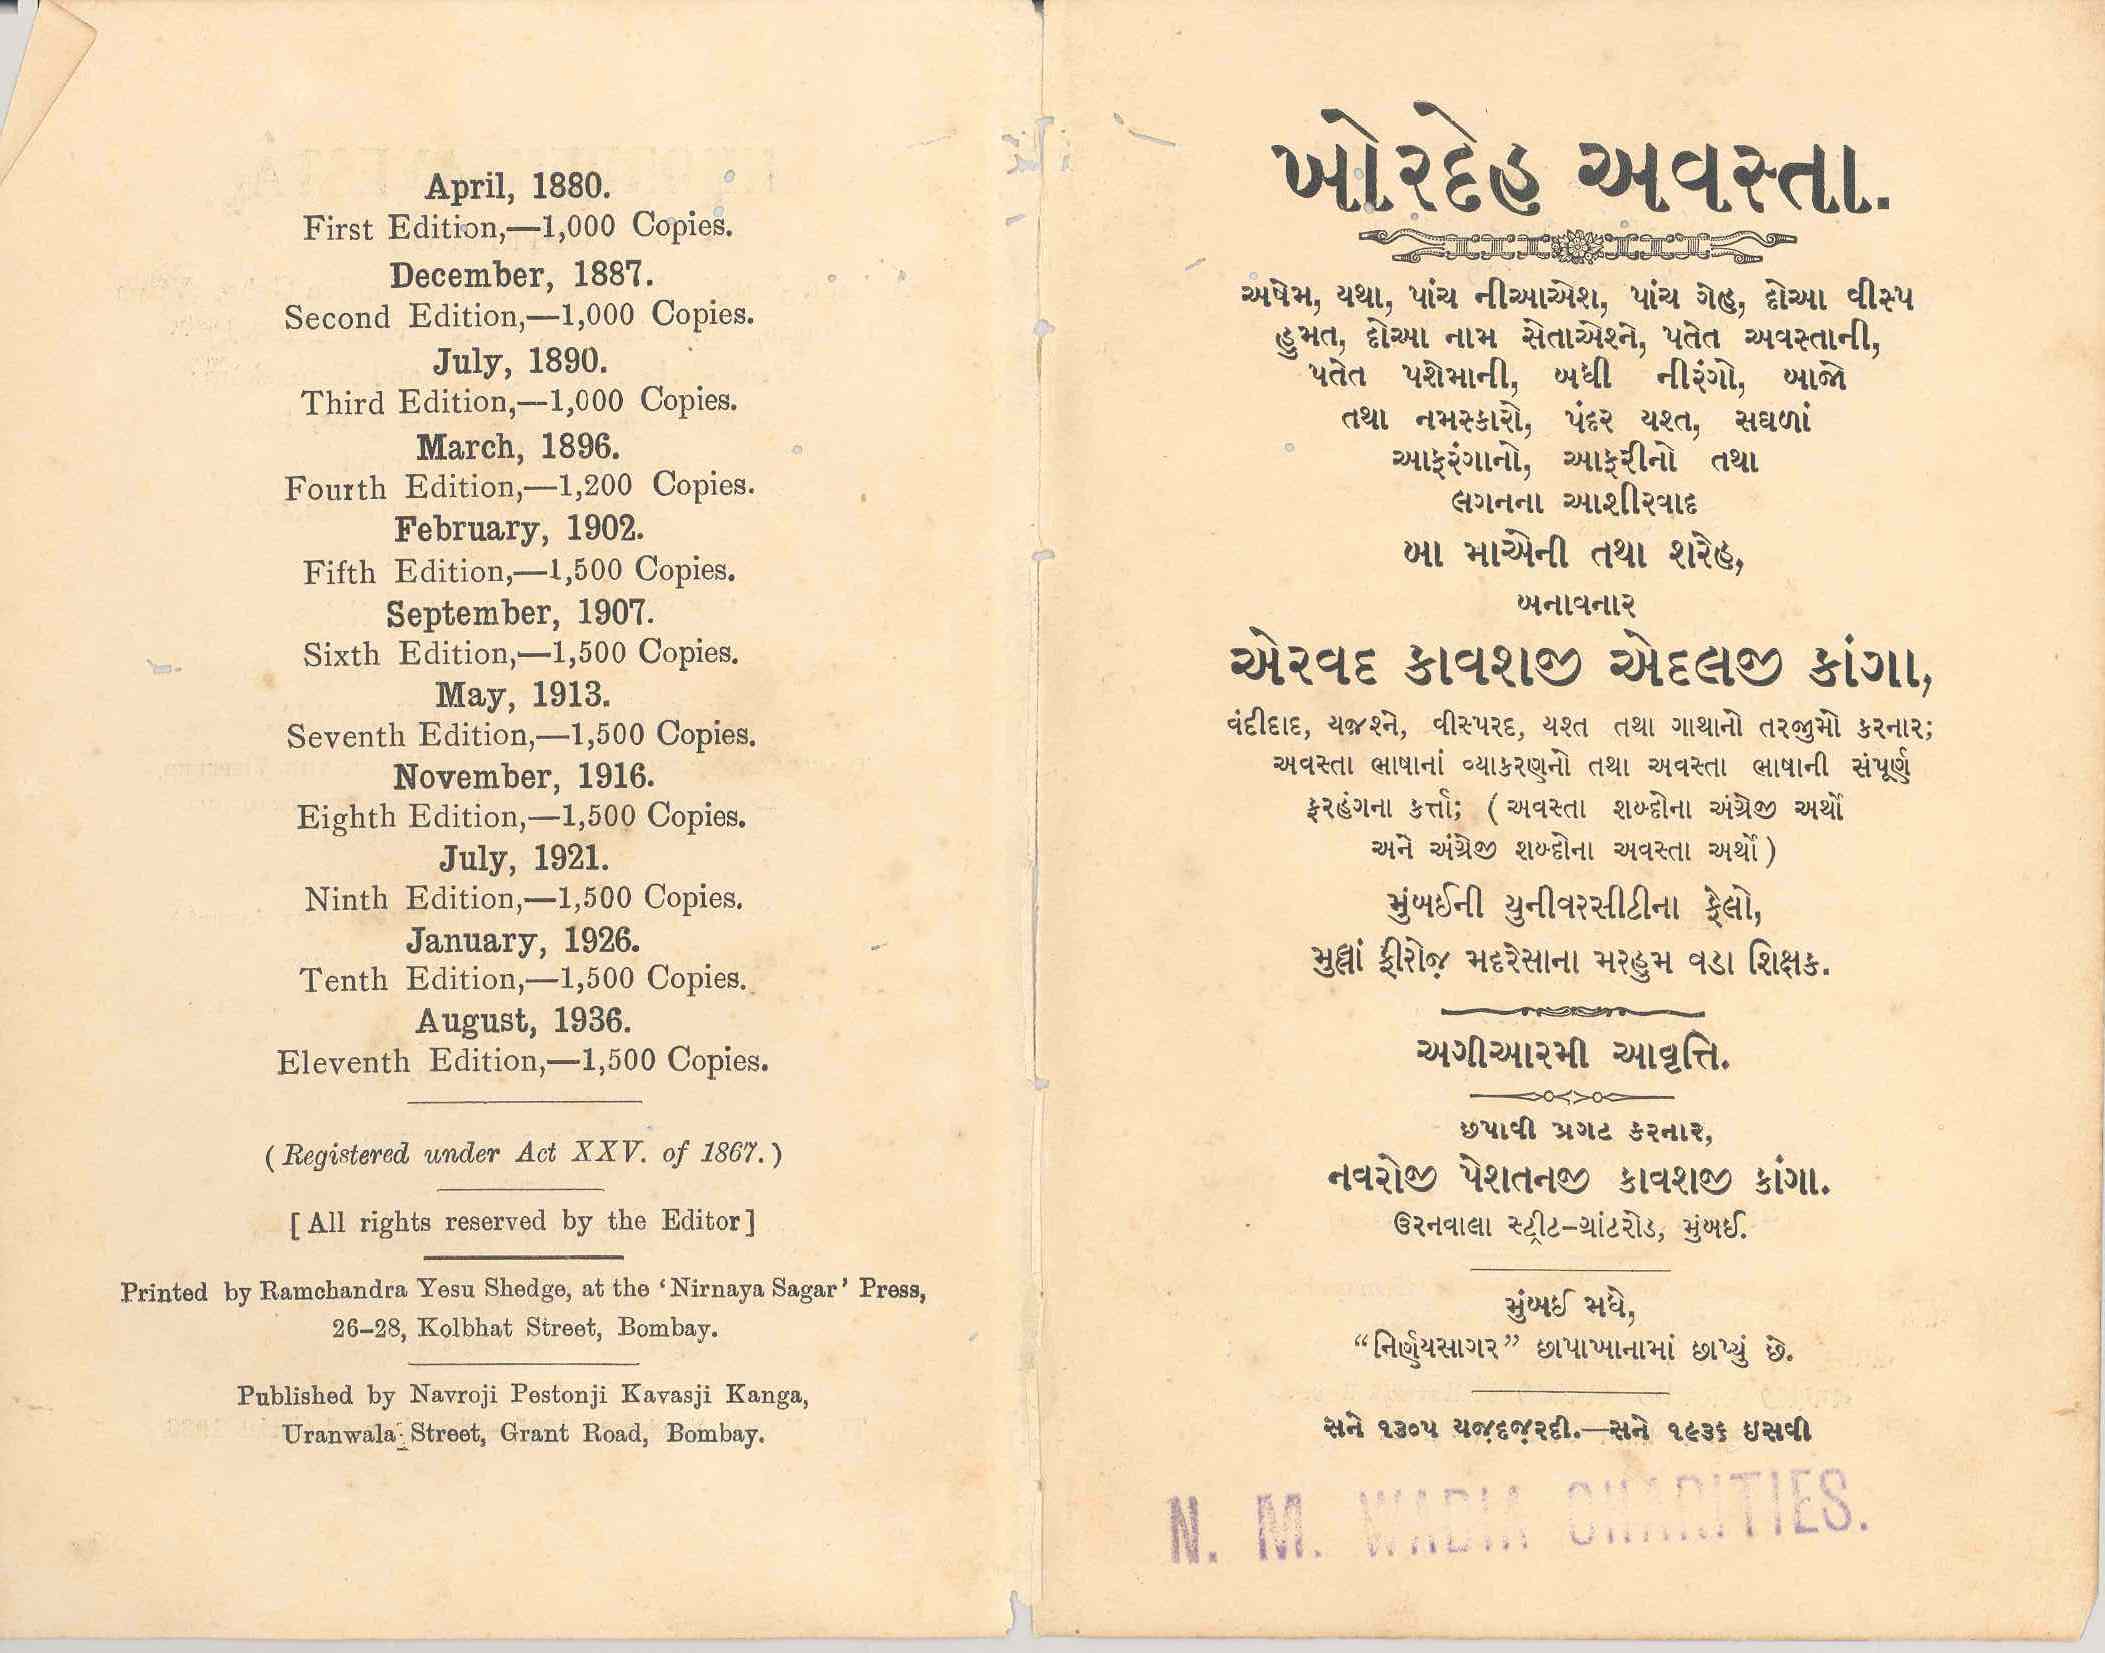 April, 1880.
First Edition,—1,000 Copies.
December, 1887.
Second Edition,—1,000 Copies.
July, 1890.
Third Edition,—1,000 Copies.
March, 1896.
Fourth Edition,—1,200 Copies.
February, 1902.
Fifth Edition,—1,500 Copies.
September, 1907.
Sixth Edition,—1,500 Copies.
May, 1913.
Seventh Edition,—1,500 Copies.
November, 1916.
Eighth Edition,—1,500 Copies.
July, 1921.
Ninth Edition,—1,500 Copies.
January, 1926.
Tenth Edition,—1,500 Copies.
August, 1936.
Eleventh Edition,—1,500 Copies.
(Registered under Act XXV. of 1867.)
[All rights reserved by the Editor]
Printed by Ramchandra Yesu Shedge, at the ‘Nirnaya Sagar’ Press,
26–28, Kolbhat Street, Bombay.
Published by Navroji Pestonji Kavasji Kanga,
Uranwala Street, Grant Road, Bombay.
ખોરદેહ અવસ્તા.
અષેમ, યથા, પાંચ નીઆએશ, પાંચ ગેહ, દોઆ વીસ્પ
હુમત, દોઆ નામ સેતાએશ્ને, પતેત અવસ્તાની,
પતેત પશેમાની, બધી નીરંગો, બાજો
તથા નમસ્કારો, પંદર યશ્ત, સઘળાં
આફરંગાનો, આફરીનો તથા
લગનના આશીરવાદ
બા માએની તથા શરેહ,
બનાવનાર
એરવદ કાવશજી એદલજી કાંગા,
વંદીદાદ, યજશ્ને, વીસ્પરદ, યશ્ત તથા ગાથાનો તરજુમો કરનાર;
અવસ્તા ભાષાનાં વ્યાકરણનો તથા અવસ્તા ભાષાની સંપૂર્ણ
ફરહંગના કર્ત્તા; (અવસ્તા શબ્દોના અંગ્રેજી અર્થો
અને અંગ્રેજી શબ્દોના અવસ્તા અર્થો)
મુંબઈની યુનીવરસીટીના ફેલો,
મુલ્લાં ફીરોજ઼ મદરેસાના મરહુમ વડા શિક્ષક.
અગીઆરમી આવૃત્તિ.
છપાવી પ્રગટ કરનાર,
નવરોજી પેશતનજી કાવશજી કાંગા.
ઉરનવાલા સ્ટ્રીટ–ગ્રાંટરોડ, મુંબઈ.
મુંબઈ મધે,
“નિર્ણયસાગર” છાપાખાનામાં છાપ્યું છે.
સને ૧૩૦૫ યજ઼દજ઼રદી.—સને ૧૯૩૬ ઇસવી
N. M. WADIA CHARITIES.